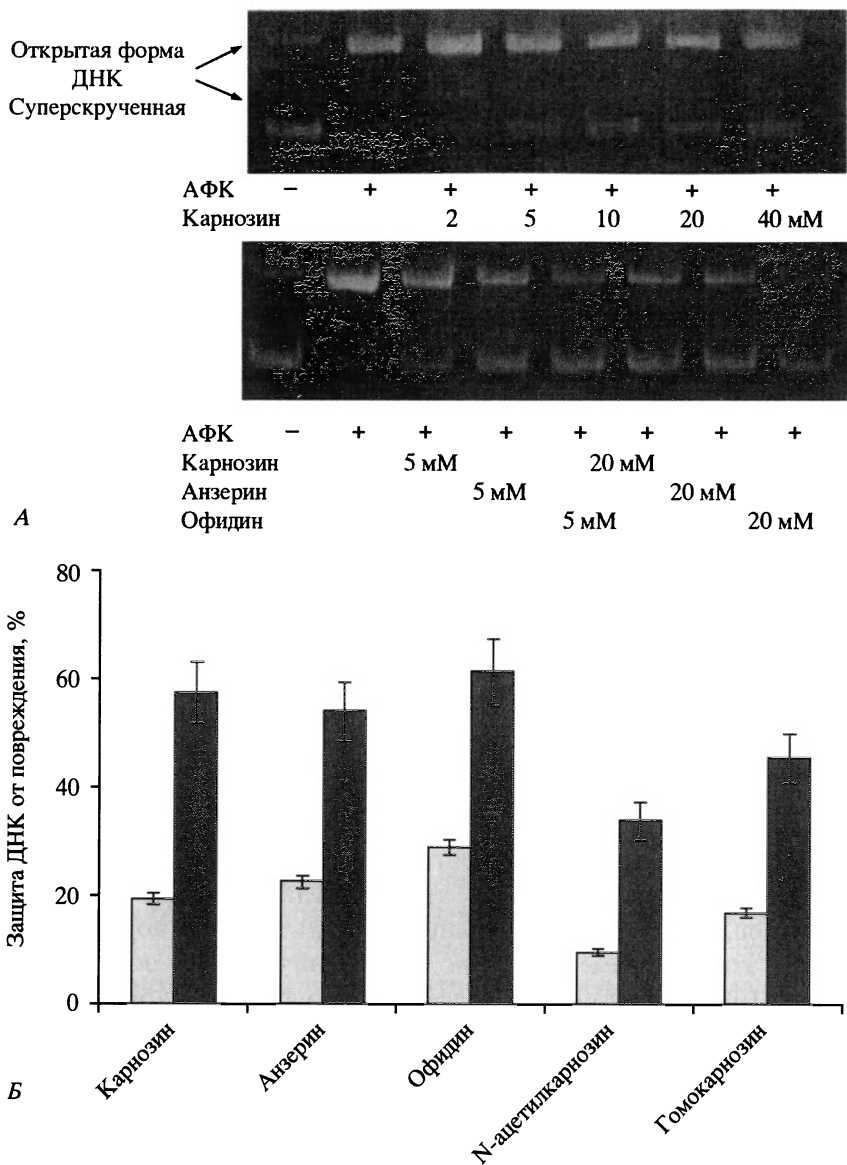 Открытая форма
ДНК
Суперскрученная
АФК – + + + + + +
Карнозин 2 5 10 20 40 мМ
АФК – + + + + + + +
Карнозин 5 мМ 20 мМ
Анзерин 5 мМ 20 мМ
А Офидин 5 мМ 20 мМ
Защита ДНК от повреждения, %
80
60
40
20
0
Карнозин
Анзерин
Офидин
N-ацетилкарнозин
Гомокарнозин
Б